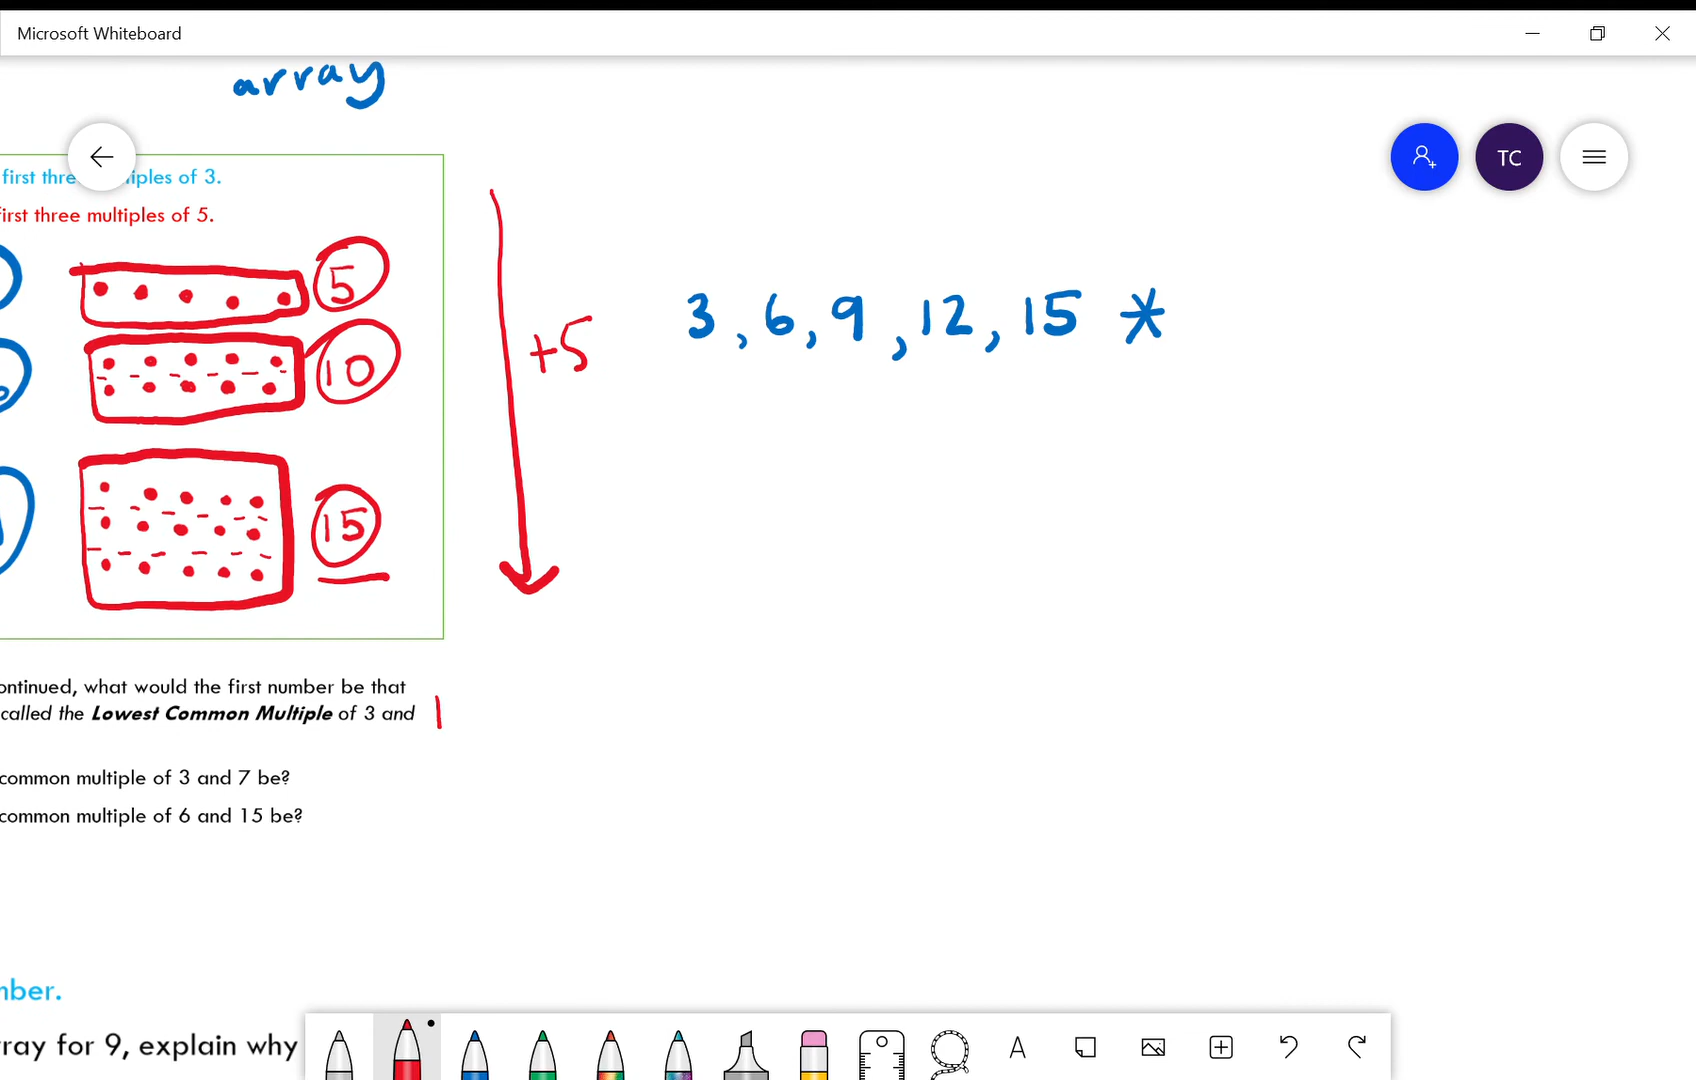 Microsoft Whiteboard
array
TC
first thre iples of 3.
first three multiples of 5.
5
10
15
+5
3, 6, 9, 12, 15 *
ontinued, what would the first number be that
called the Lowest Common Multiple of 3 and 1
common multiple of 3 and 7 be?
common multiple of 6 and 15 be?
mber.
ray for 9, explain why
A